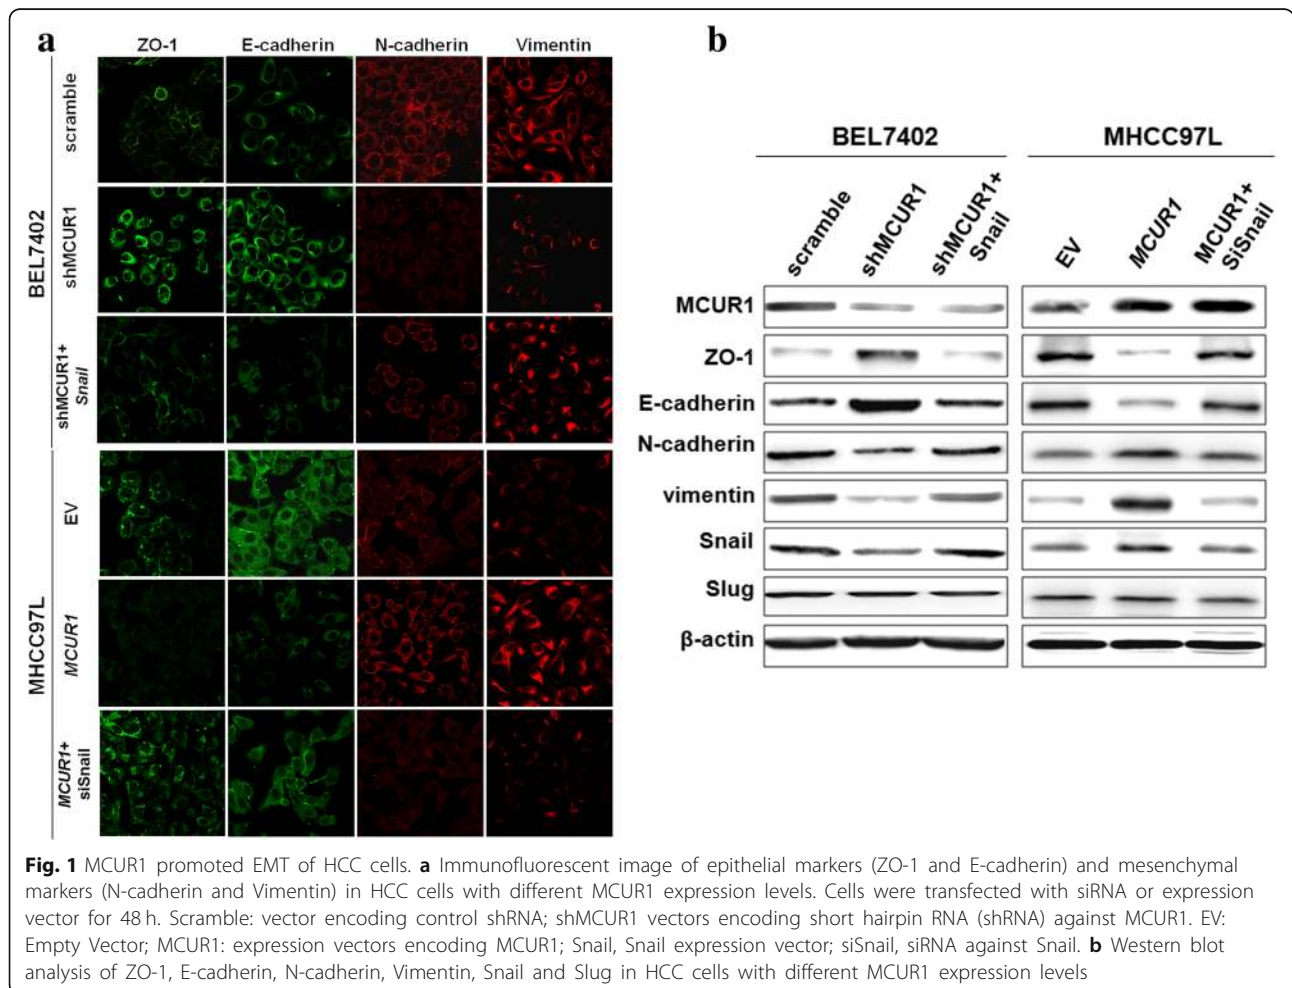 a
ZO-1 E-cadherin N-cadherin Vimentin
BEL7402
scramble
shMCUR1
shMCUR1+
Snail
MHCC97L
EV
MCUR1
MCUR1+
siSnail
b
BEL7402 MHCC97L
scramble
shMCUR1
shMCUR1+
Snail
EV
MCUR1
MCUR1+
SiSnail
MCUR1
ZO-1
E-cadherin
N-cadherin
vimentin
Snail
Slug
β-actin
Fig. 1 MCUR1 promoted EMT of HCC cells. a Immunofluorescent image of epithelial markers (ZO-1 and E-cadherin) and mesenchymal
markers (N-cadherin and Vimentin) in HCC cells with different MCUR1 expression levels. Cells were transfected with siRNA or expression
vector for 48 h. Scramble: vector encoding control shRNA; shMCUR1 vectors encoding short hairpin RNA (shRNA) against MCUR1. EV:
Empty Vector; MCUR1: expression vectors encoding MCUR1; Snail, Snail expression vector; siSnail, siRNA against Snail. b Western blot
analysis of ZO-1, E-cadherin, N-cadherin, Vimentin, Snail and Slug in HCC cells with different MCUR1 expression levels